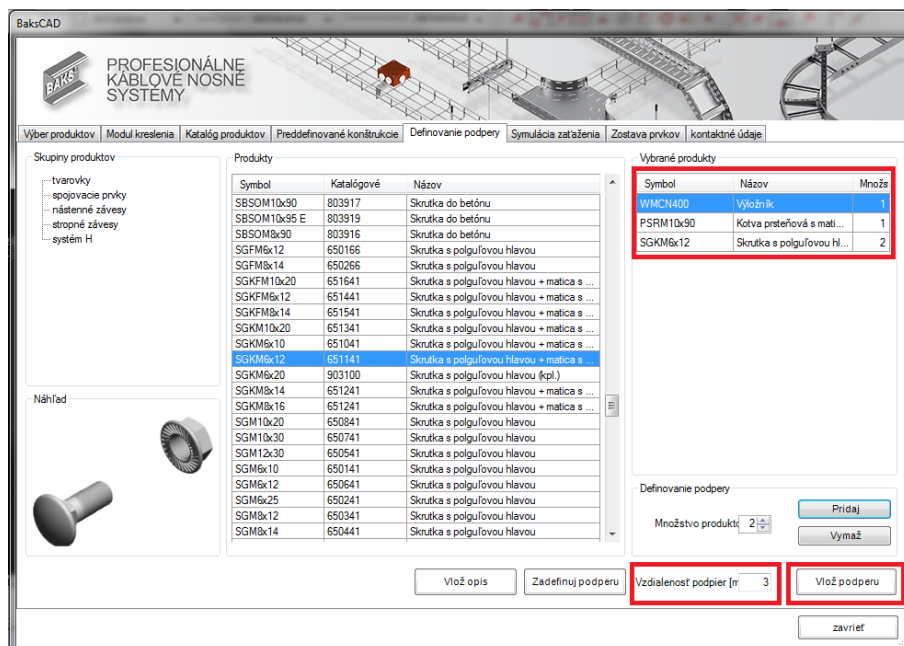 BaksCAD
BAKS
PROFESIONÁLNE
KÁBLOVÉ NOSNÉ
SYSTÉMY
Výber produktov Modul kreslenia Katalóg produktov Preddefinované konštrukcie Definovanie podpery Symulácia zaťaženia Zostava prvkov kontaktné údaje
Skupiny produktov
tvarovky
spojovacie prvky
nástenné závesy
stropné závesy
systém H
Náhľad
Produkty
Symbol Katalógové Názov
SBSOM10x90 803917 Skrutka do betónu
SBSOM10x95 E 803919 Skrutka do betónu
SBSOM8x90 803916 Skrutka do betónu
SGFM6x12 650166 Skrutka s polguľovou hlavou
SGFM8x14 650266 Skrutka s polguľovou hlavou
SGKFM10x20 651641 Skrutka s polguľovou hlavou + matica s ...
SGKFM6x12 651441 Skrutka s polguľovou hlavou + matica s ...
SGKFM8x14 651541 Skrutka s polguľovou hlavou + matica s ...
SGKM10x20 651341 Skrutka s polguľovou hlavou + matica s ...
SGKM6x10 651041 Skrutka s polguľovou hlavou + matica s ...
SGKM6x12 651141 Skrutka s polguľovou hlavou + matica s ...
SGKM6x20 903100 Skrutka s polguľovou hlavou (kpl.)
SGKM8x14 651241 Skrutka s polguľovou hlavou + matica s ...
SGKM8x16 651241 Skrutka s polguľovou hlavou + matica s ...
SGM10x20 650841 Skrutka s polguľovou hlavou
SGM10x30 650741 Skrutka s polguľovou hlavou
SGM12x30 650541 Skrutka s polguľovou hlavou
SGM6x10 650141 Skrutka s polguľovou hlavou
SGM6x12 650641 Skrutka s polguľovou hlavou
SGM6x25 650241 Skrutka s polguľovou hlavou
SGM8x12 650341 Skrutka s polguľovou hlavou
SGM8x14 650441 Skrutka s polguľovou hlavou
Vybrané produkty
Symbol Názov Množs
WMCN400 Výložník 1
PSRM10x90 Kotva prsteňová s mati... 1
SGKM6x12 Skrutka s polguľovou hl... 2
Definovanie podpery
Množstvo produkto 2
Pridaj
Vymaž
Vlož opis Zadefinuj podperu Vzdialenosť podpier [m 3 Vlož podperu
zavrieť